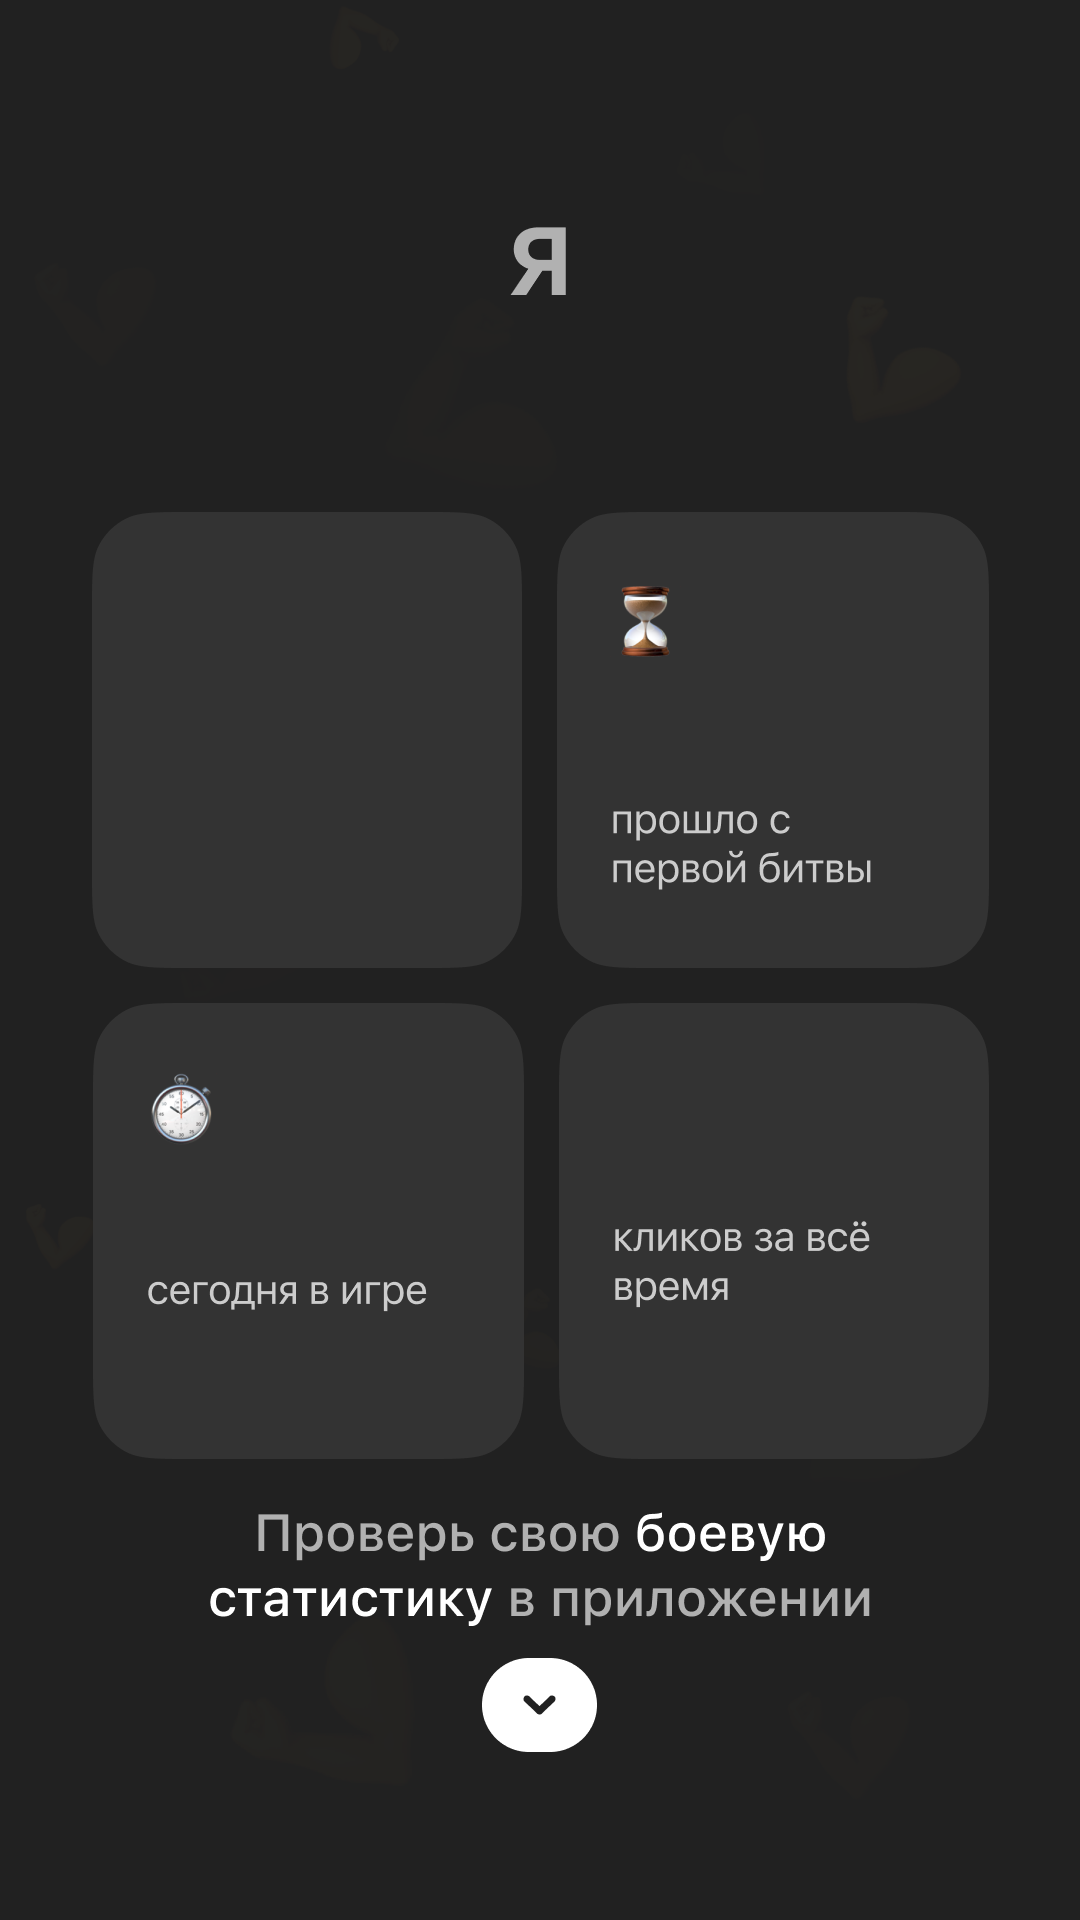 Я
прошло с
первой битвы
сегодня в игре
кликов за всё
время
Проверь свою боевую
статистику в приложении